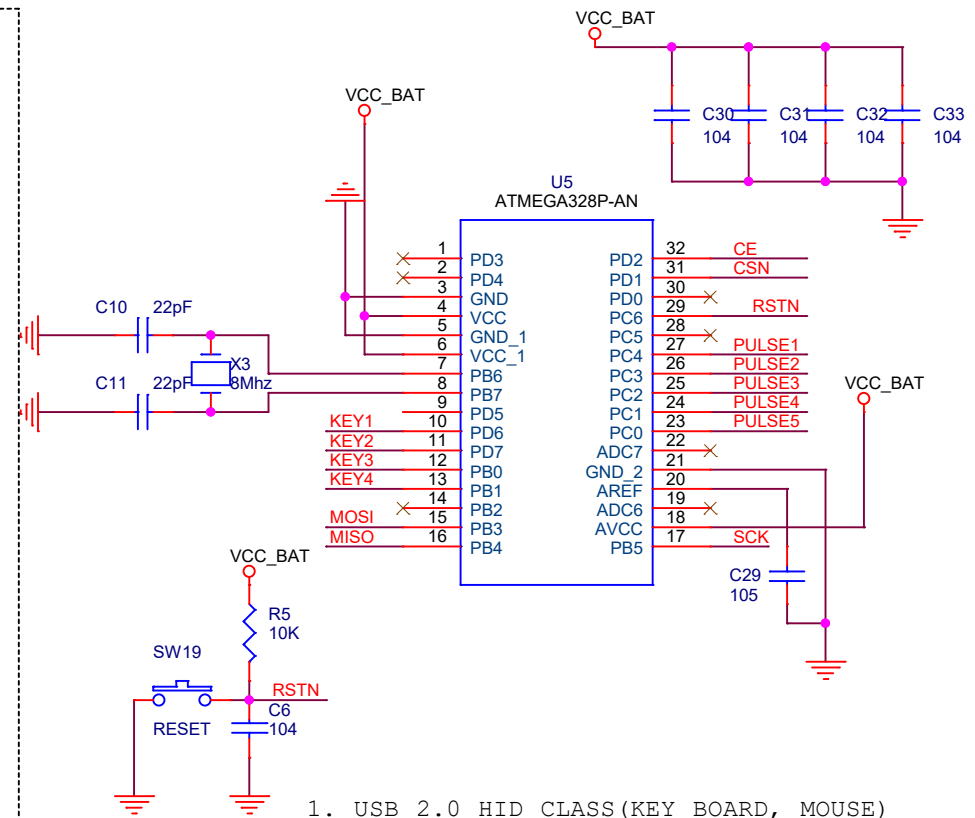 VCC_BAT
C30 C31 C32 C33
104 104 104 104
VCC_BAT
U5
ATMEGA328P-AN
1 PD3
2 PD4
3 GND
4 VCC
5 GND_1
6 VCC_1
7 PB6
8 PB7
9 PD5
KEY1 10 PD6
KEY2 11 PD7
KEY3 12 PB0
KEY4 13 PB1
14 PB2
MOSI 15 PB3
MISO 16 PB4
PD2 32 CE
PD1 31 CSN
PD0 30
PC6 29 RSTN
PC5 28
PC4 27 PULSE1
PC3 26 PULSE2
PC2 25 PULSE3
PC1 24 PULSE4
PC0 23 PULSE5
ADC7 22
GND_2 21
AREF 20
ADC6 19
AVCC 18
PB5 17 SCK
C10 22pF
X3
8Mhz
C11 22pF
VCC_BAT
C29
105
VCC_BAT
R5
10K
SW19
RESET
RSTN
C6
104
1. USB 2.0 HID CLASS(KEY BOARD, MOUSE)